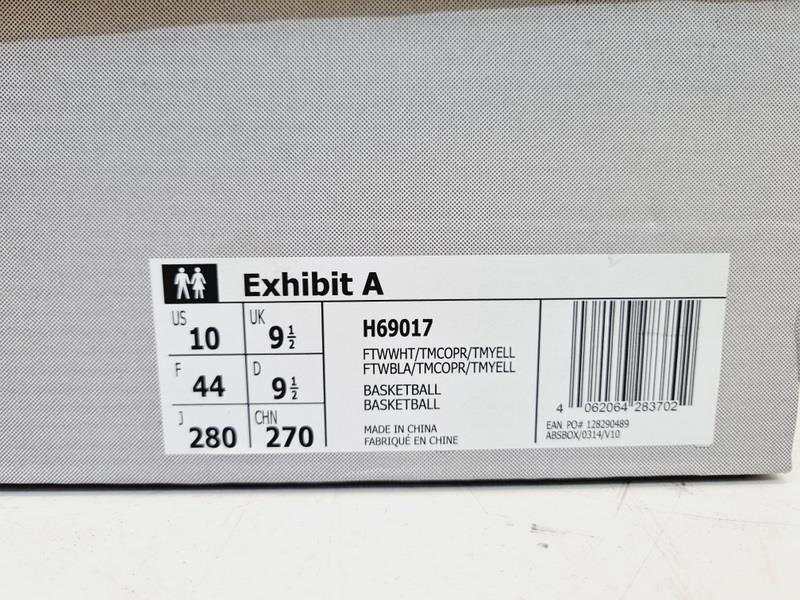 Exhibit A
US 10
UK 9 1/2
F 44
D 9 1/2
J 280
CHN 270
H69017
FTWWHT/TMCOPR/TMYELL
FTWBLA/TMCOPR/TMYELL
BASKETBALL
BASKETBALL
MADE IN CHINA
FABRIQUÉ EN CHINE
4 062064 283702
EAN PO# 128290489
ABSBOX/0314/V10